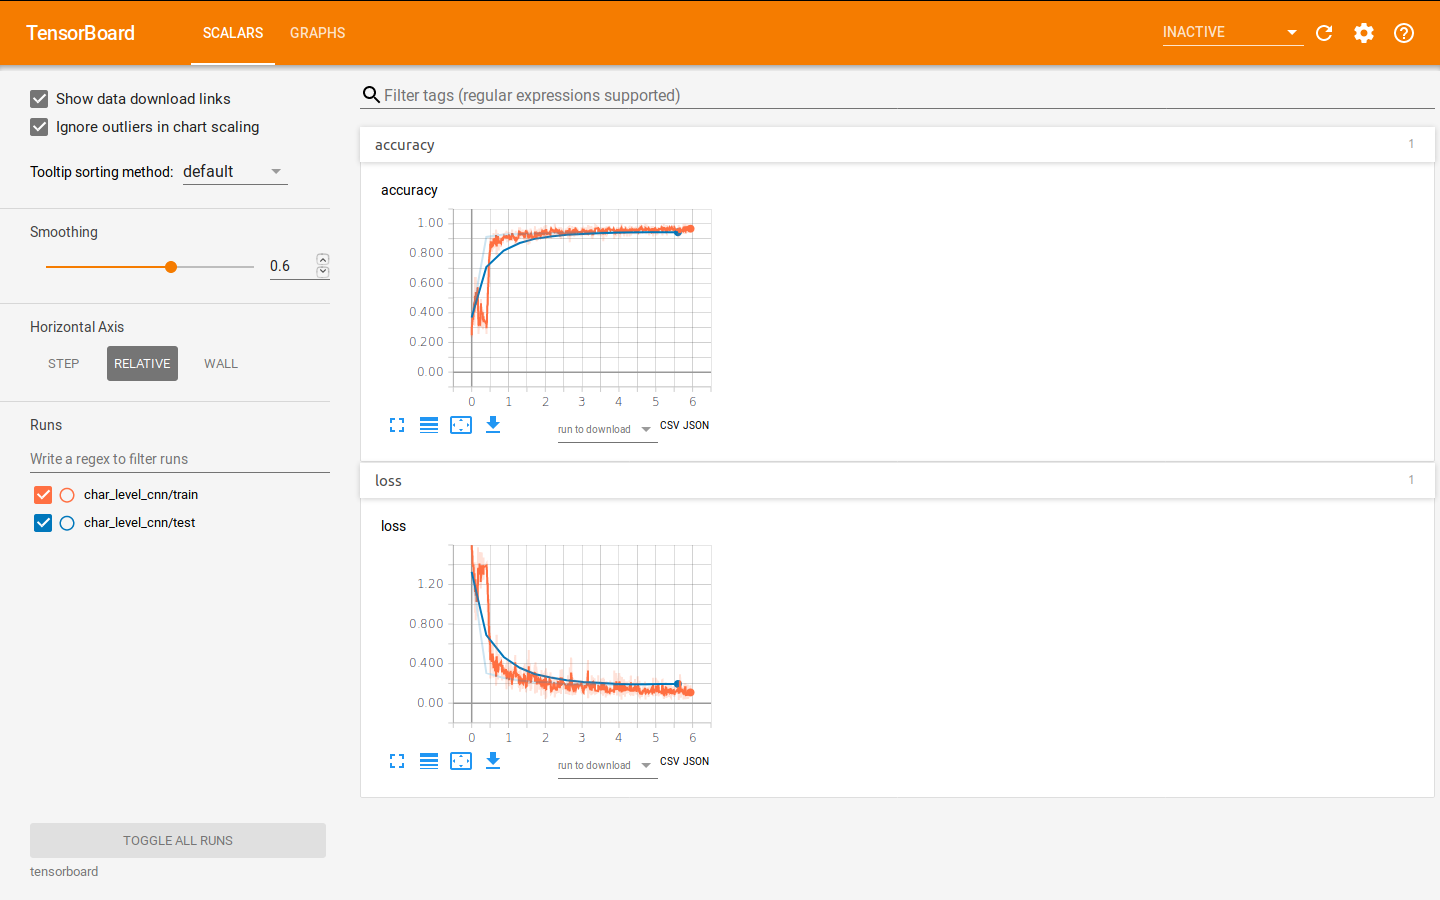 TensorBoard SCALARS GRAPHS INACTIVE
Show data download links
Ignore outliers in chart scaling
Tooltip sorting method: default
Smoothing
0.6
Horizontal Axis
STEP RELATIVE WALL
Runs
Write a regex to filter runs
char_level_cnn/train
char_level_cnn/test
TOGGLE ALL RUNS
tensorboard
Filter tags (regular expressions supported)
accuracy 1
accuracy
1.00
0.800
0.600
0.400
0.200
0.00
0 1 2 3 4 5 6
run to download CSV JSON
loss 1
loss
1.20
0.800
0.400
0.00
0 1 2 3 4 5 6
run to download CSV JSON